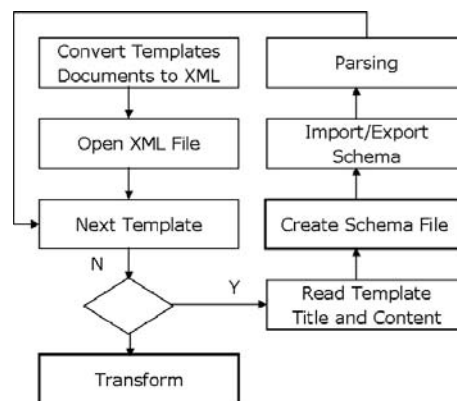 Convert Templates
Documents to XML
Open XML File
Next Template
N
Y
Transform
Parsing
Import/Export
Schema
Create Schema File
Read Template
Title and Content